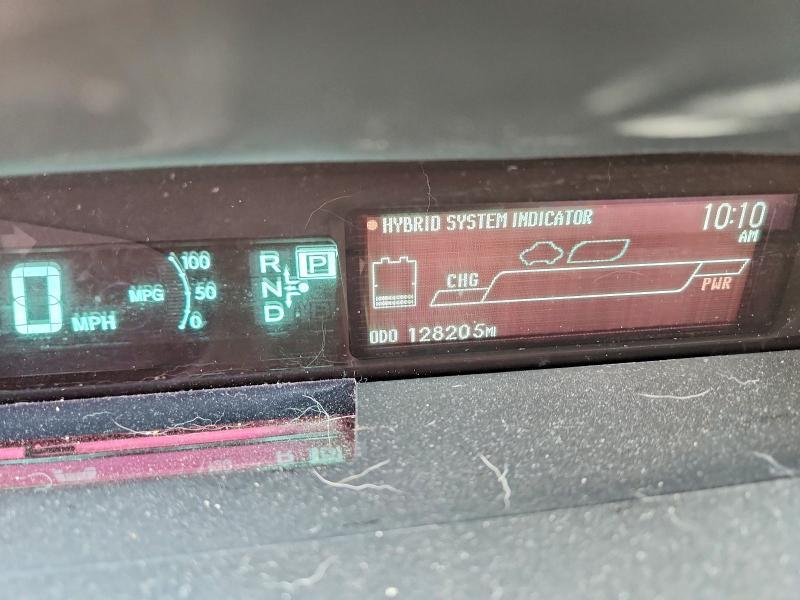 0 MPH
MPG
100
50
0
R
N
D
P
HYBRID SYSTEM INDICATOR
10:10
AM
CHG
PWR
ODO 128205MI